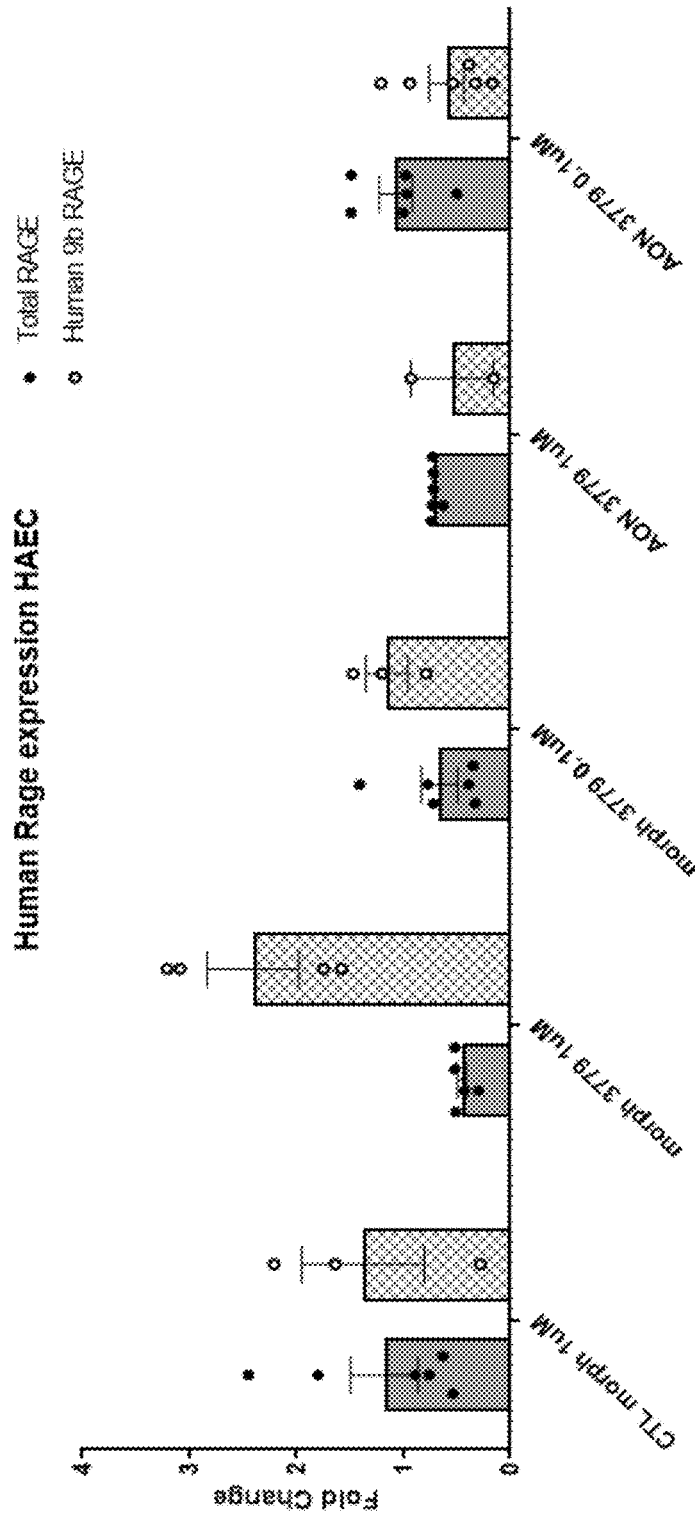 Human Rage expression HAEC
Total RAGE
Human 9b RAGE
Fold Change
4
3
2
1
0
CTL morph 1uM
morph 3779 1uM
morph 3779 0.1uM
AON 3779 1uM
AON 3779 0.1uM